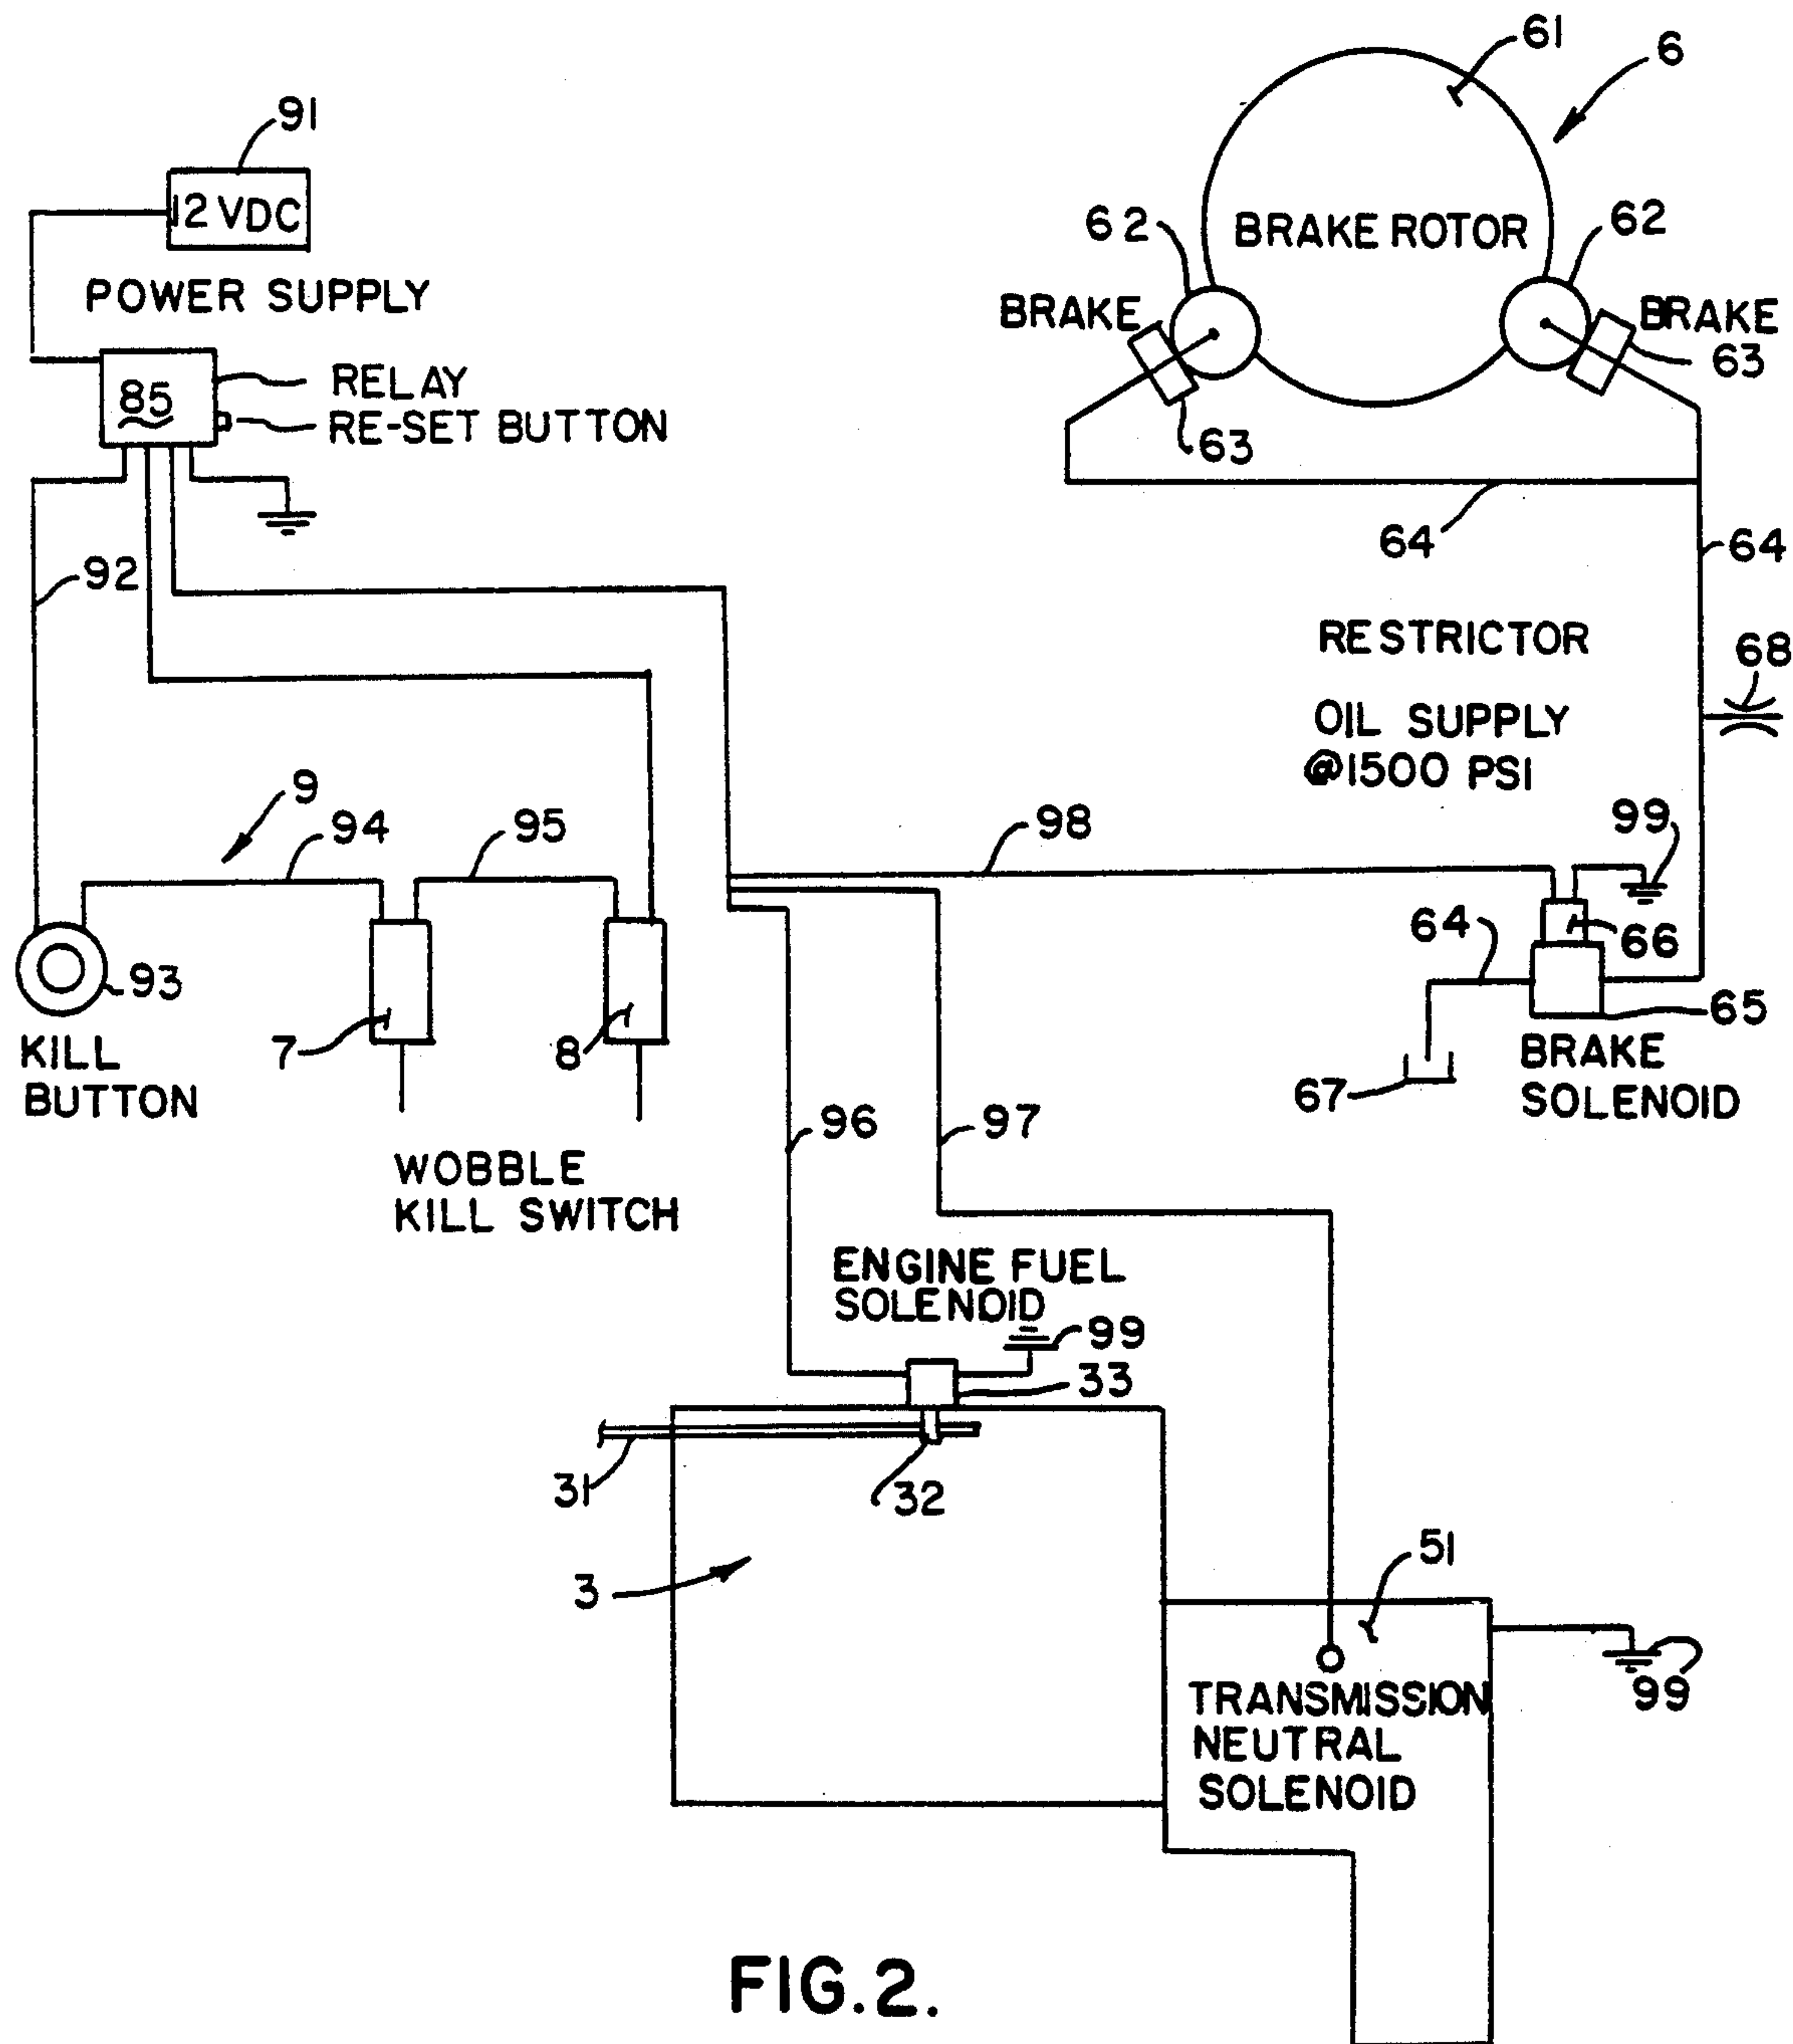 61
6
91
12 VDC
62
BRAKE ROTOR
62
POWER SUPPLY
BRAKE
BRAKE
63
85
RELAY
RE-SET BUTTON
63
64
64
92
RESTRICTOR
68
OIL SUPPLY
@1500 PSI
9
94
95
98
99
64
66
93
65
7
8
KILL
BUTTON
BRAKE
SOLENOID
67
96
97
WOBBLE
KILL SWITCH
ENGINE FUEL
SOLENOID
99
33
31
32
3
51
TRANSMISSION
NEUTRAL
SOLENOID
99
FIG.2.